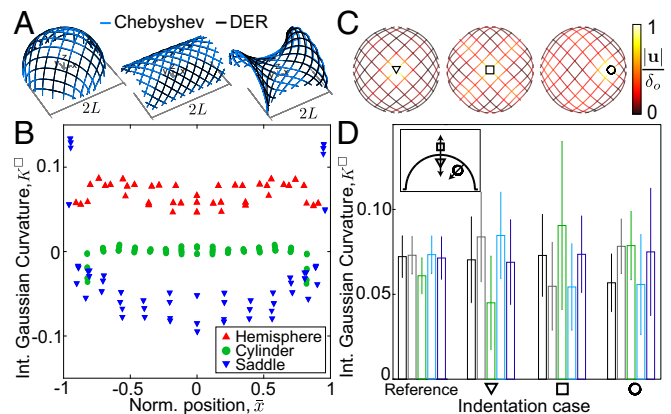 A
Chebyshev
DER
2L
2L
2L
B
Int. Gaussian Curvature, K□
0.1
0
-0.1
Hemisphere
Cylinder
Saddle
-1
-0.5
0
0.5
1
Norm. position, x̄
C
1
|u|
δo
0
D
Int. Gaussian Curvature, K□
0.10
0.05
0
Reference
Indentation case